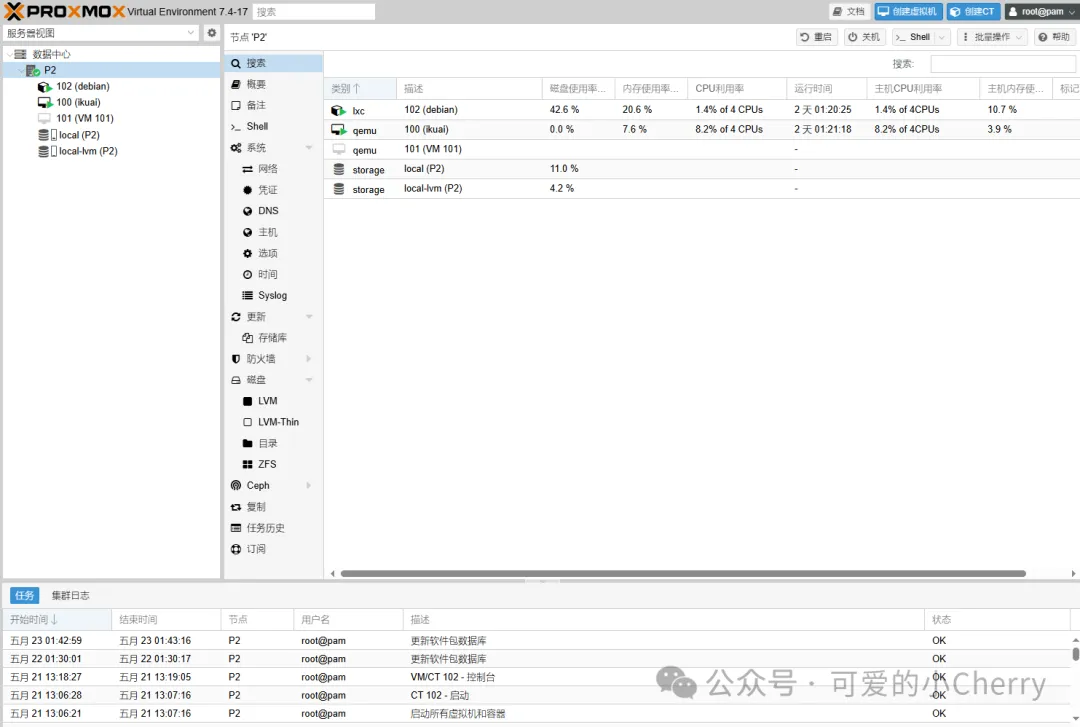 PROXMOX Virtual Environment 7.4-17 搜索 文档 创建虚拟机 创建CT root@pam
服务器视图 节点 'P2' 重启 关机 >_ Shell 批量操作 帮助
数据中心
P2
102 (debian)
100 (ikuai)
101 (VM 101)
local (P2)
local-lvm (P2)
搜索
概要
备注
>_ Shell
系统
网络
凭证
DNS
主机
选项
时间
Syslog
更新
存储库
防火墙
磁盘
LVM
LVM-Thin
目录
ZFS
Ceph
复制
任务历史
订阅
搜索:
类别↑ 描述 磁盘使用率... 内存使用率... CPU利用率 运行时间 主机CPU利用率 主机内存使... 标记
lxc 102 (debian) 42.6 % 20.6 % 1.4% of 4 CPUs 2 天 01:20:25 1.4% of 4CPUs 10.7 %
qemu 100 (ikuai) 0.0 % 7.6 % 8.2% of 4 CPUs 2 天 01:21:18 8.2% of 4CPUs 3.9 %
qemu 101 (VM 101) -
storage local (P2) 11.0 % -
storage local-lvm (P2) 4.2 % -
任务 集群日志
开始时间↓ 结束时间 节点 用户名 描述 状态
五月 23 01:42:59 五月 23 01:43:16 P2 root@pam 更新软件包数据库 OK
五月 22 01:30:01 五月 22 01:30:17 P2 root@pam 更新软件包数据库 OK
五月 21 13:18:27 五月 21 13:19:05 P2 root@pam VM/CT 102 - 控制台 OK
五月 21 13:06:28 五月 21 13:07:16 P2 root@pam CT 102 - 启动 OK
五月 21 13:06:21 五月 21 13:07:16 P2 root@pam 启动所有虚拟机和容器 OK
公众号 · 可爱的小Cherry